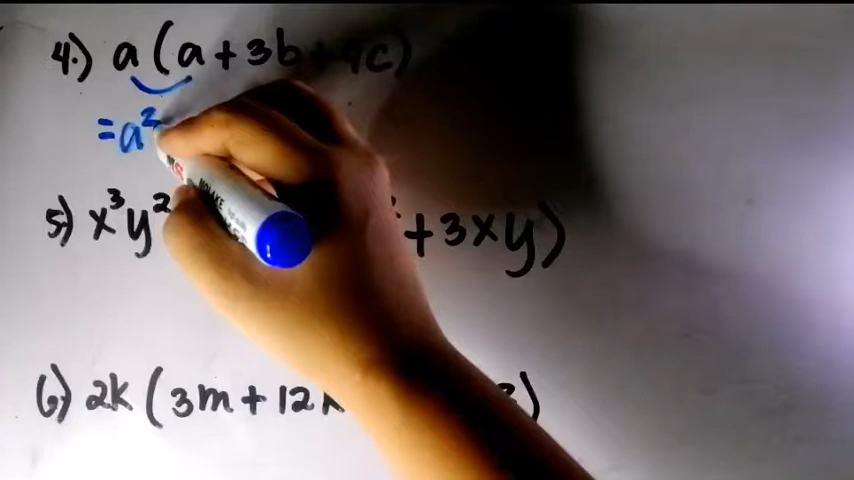 4.) a (a + 3b + 4c)
= a²
5.) x³y² + 3xy)
6.) 2k (3m + 12